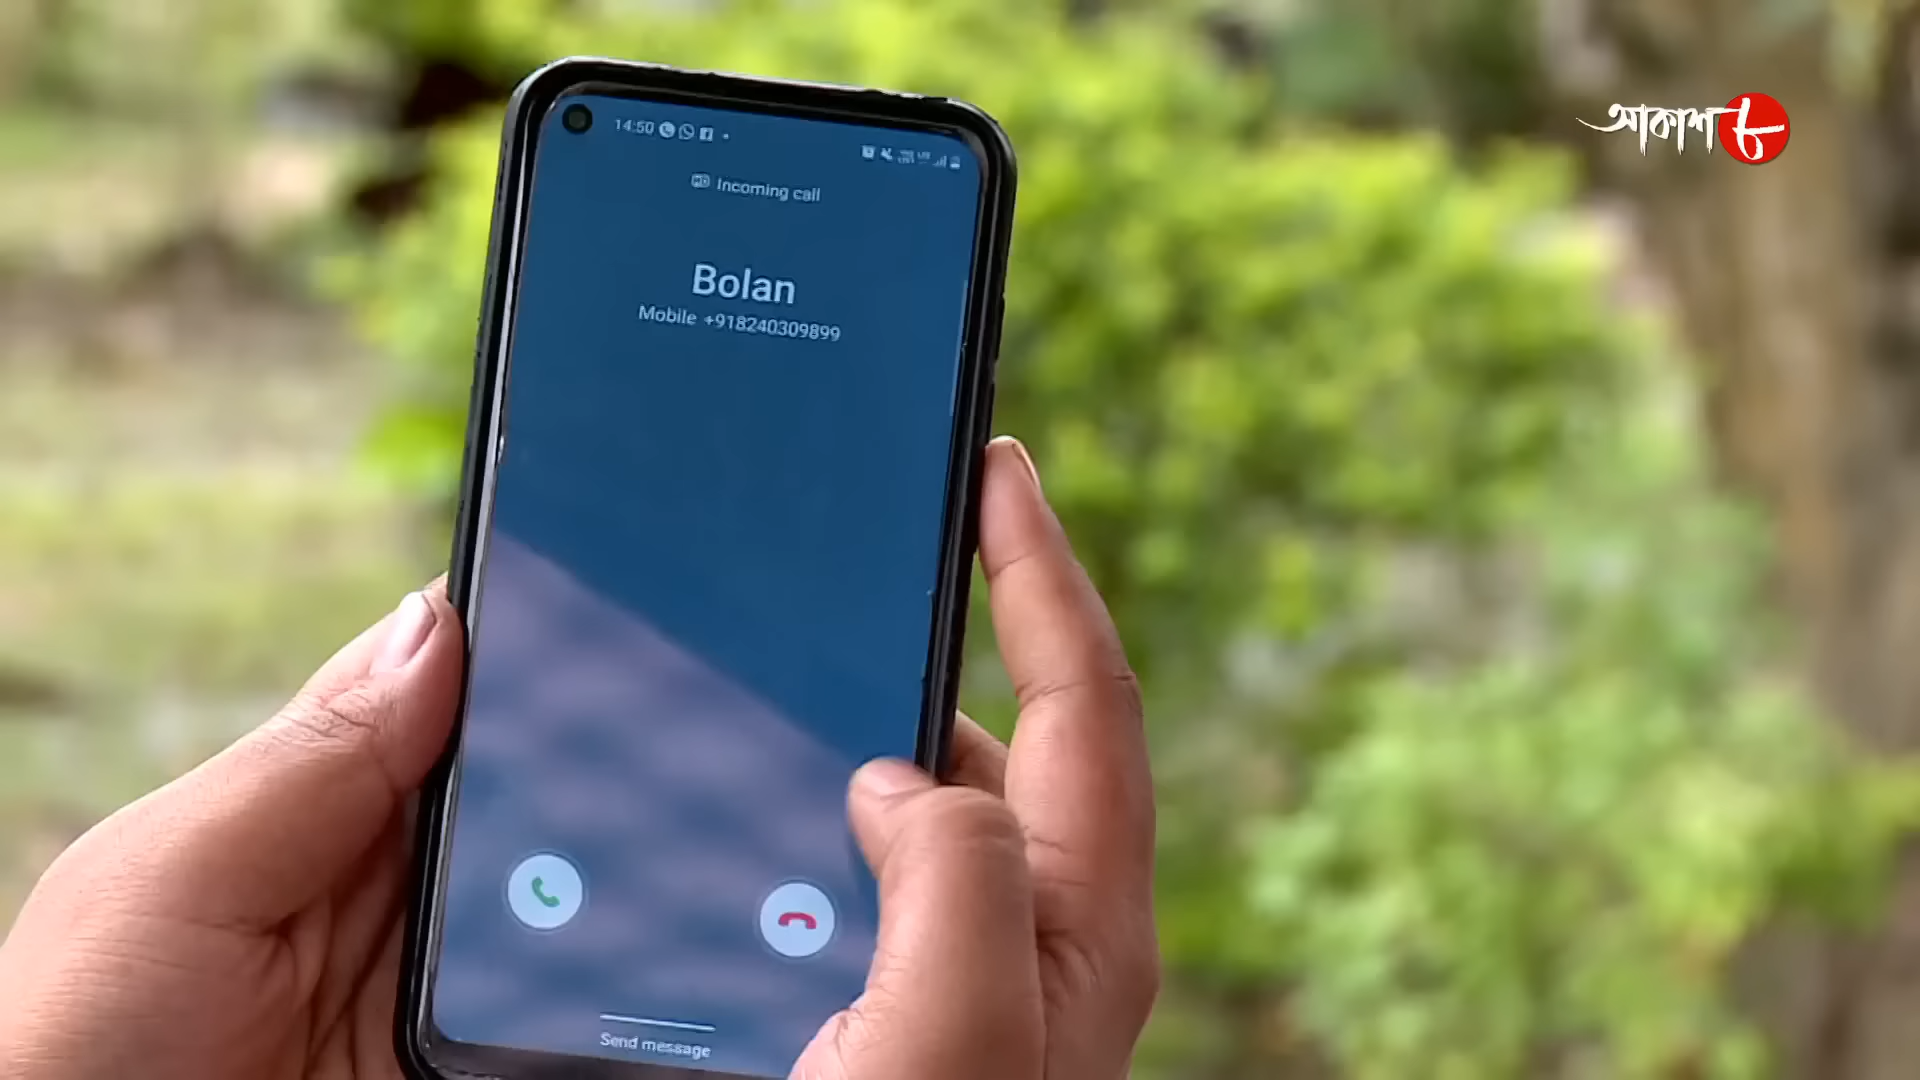 14:50
আকাশ ৮
Incoming call
Bolan
Mobile +918240309899
Send message